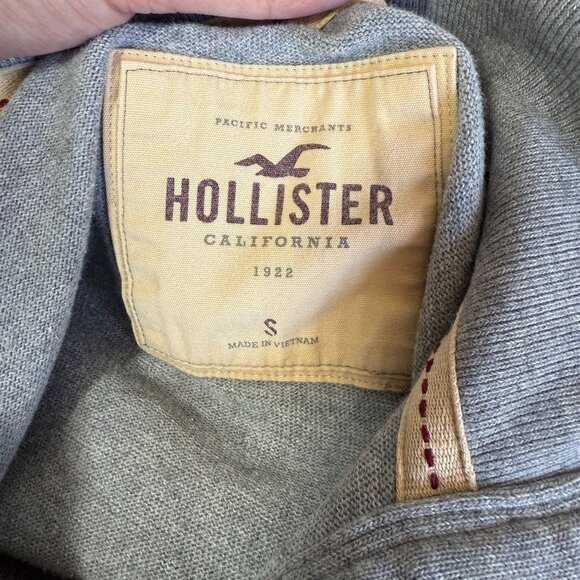 PACIFIC MERCHANTS
HOLLISTER
CALIFORNIA
1922
S
MADE IN VIETNAM